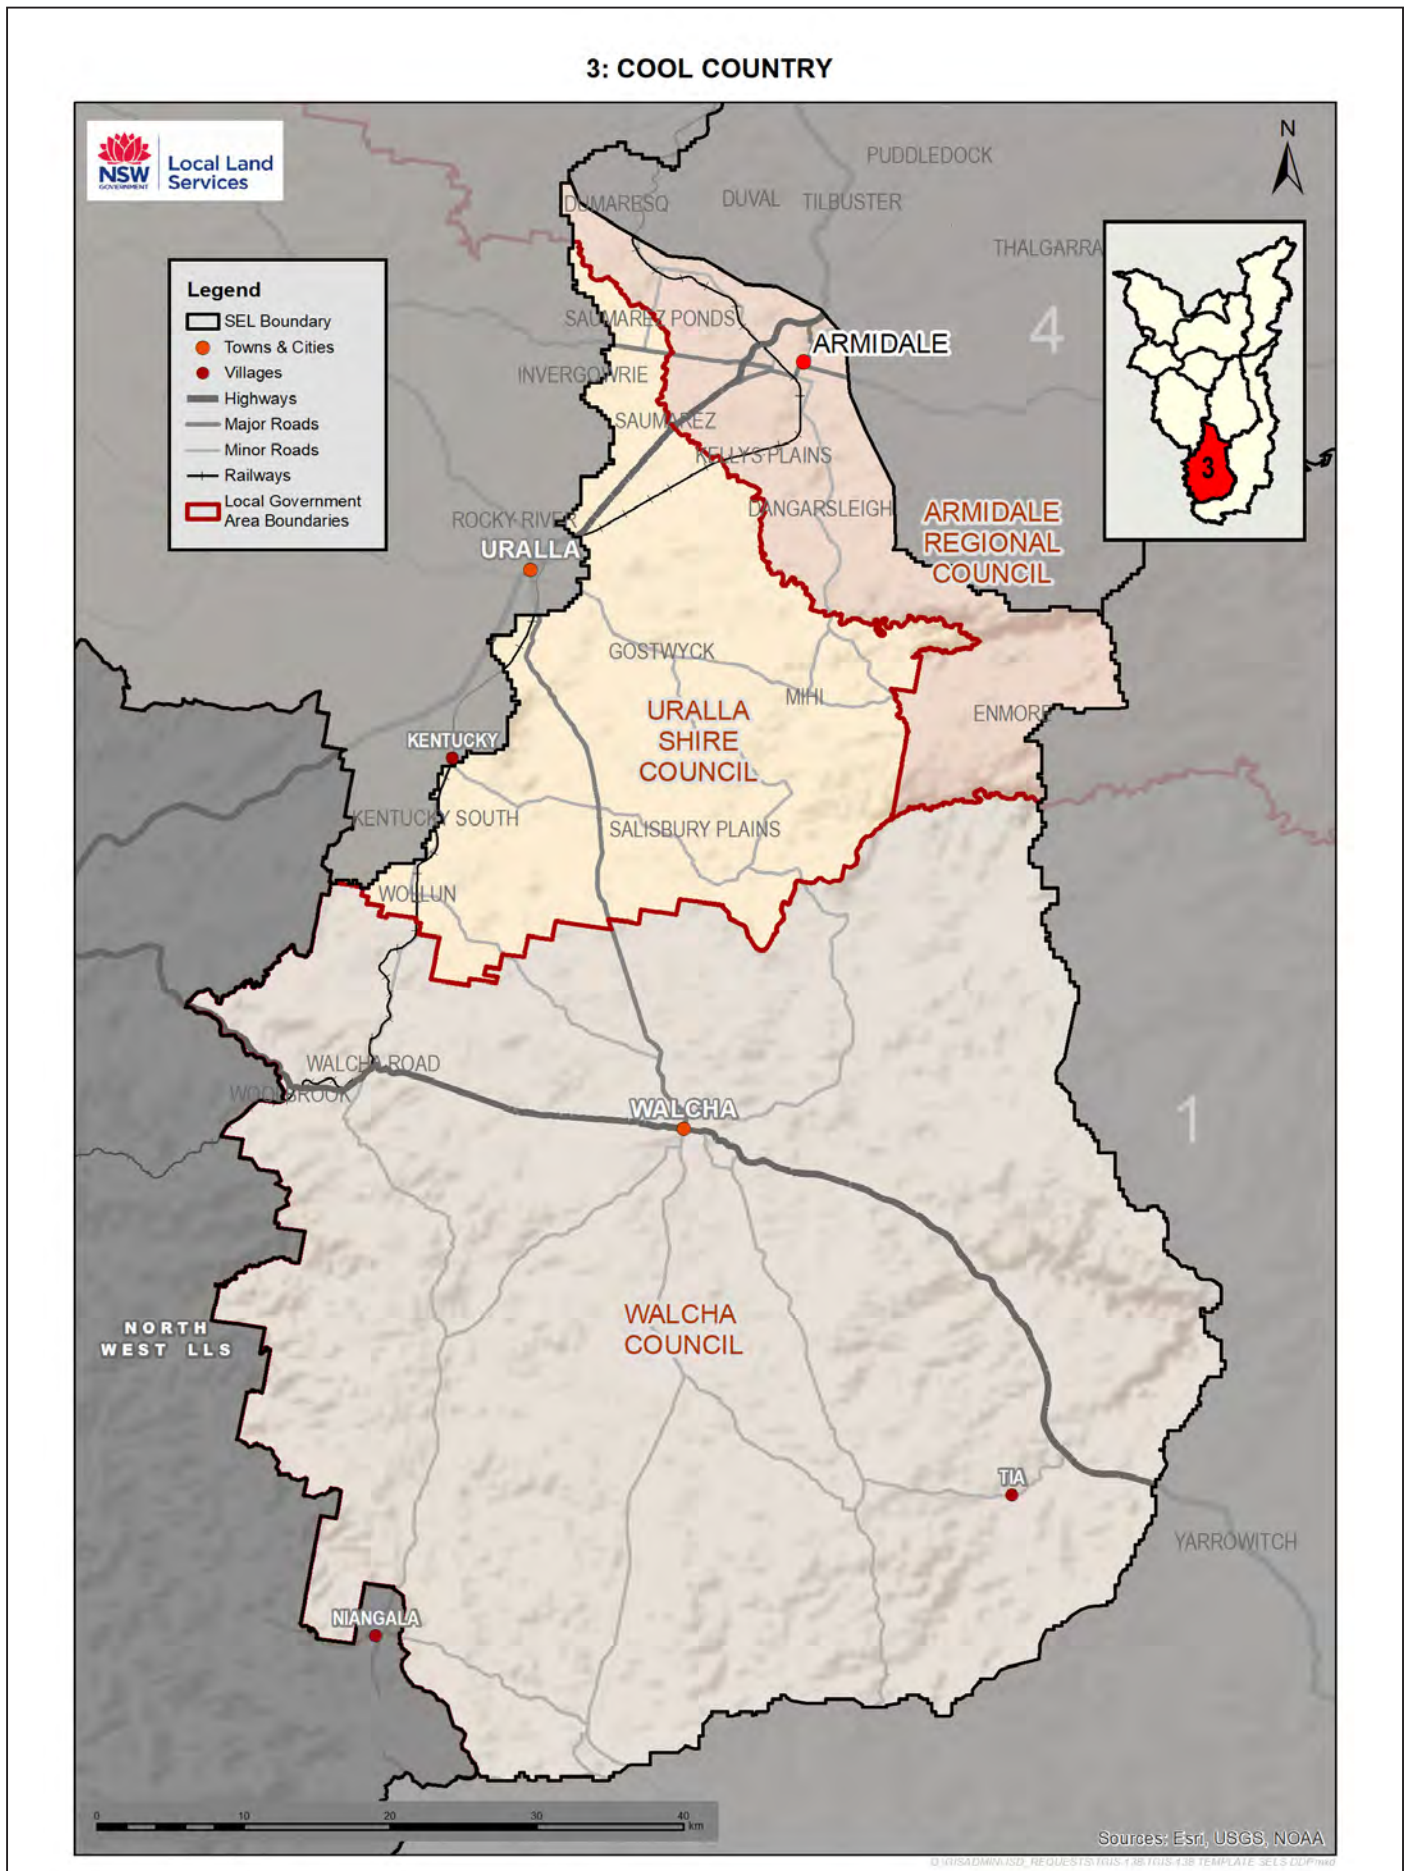 3: COOL COUNTRY
NSW
GOVERNMENT
Local Land
Services
N
PUDDLEDOCK
DUMARESQ
DUVAL
TILBUSTER
THALGARRA
Legend
SEL Boundary
Towns & Cities
Villages
Highways
Major Roads
Minor Roads
Railways
Local Government
Area Boundaries
SAUMAREZ PONDS
ARMIDALE
4
INVERGOWRIE
SAUMAREZ
KELLYS PLAINS
3
DANGARSLEIGH
ROCKY RIVER
URALLA
ARMIDALE
REGIONAL
COUNCIL
GOSTWYCK
MIHI
URALLA
SHIRE
COUNCIL
ENMORE
KENTUCKY
KENTUCKY SOUTH
SALISBURY PLAINS
WOLLUN
WALCHA ROAD
WOOLBROOK
WALCHA
1
WALCHA
COUNCIL
NORTH
WEST LLS
TIA
YARROWITCH
NIANGALA
0 10 20 30 40
km
Sources: Esri, USGS, NOAA